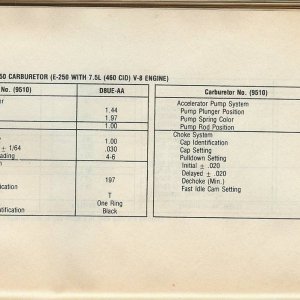 50 CARBURETOR (E-250 WITH 7.5L (460 CID) V-8 ENGINE)
No. (9510) D8UE-AA
or
1.44
1.97
1.00
1.00
± 1/64 .030
ading 4-6
197
ication
T
One Ring
ntification Black
Carburetor No. (9510)
Accelerator Pump System
Pump Plunger Position
Pump Spring Color
Pump Rod Position
Choke System
Cap Identification
Cap Setting
Pulldown Setting
Initial ± .020
Delayed ± .020
Dechoke (Min.)
Fast Idle Cam Setting